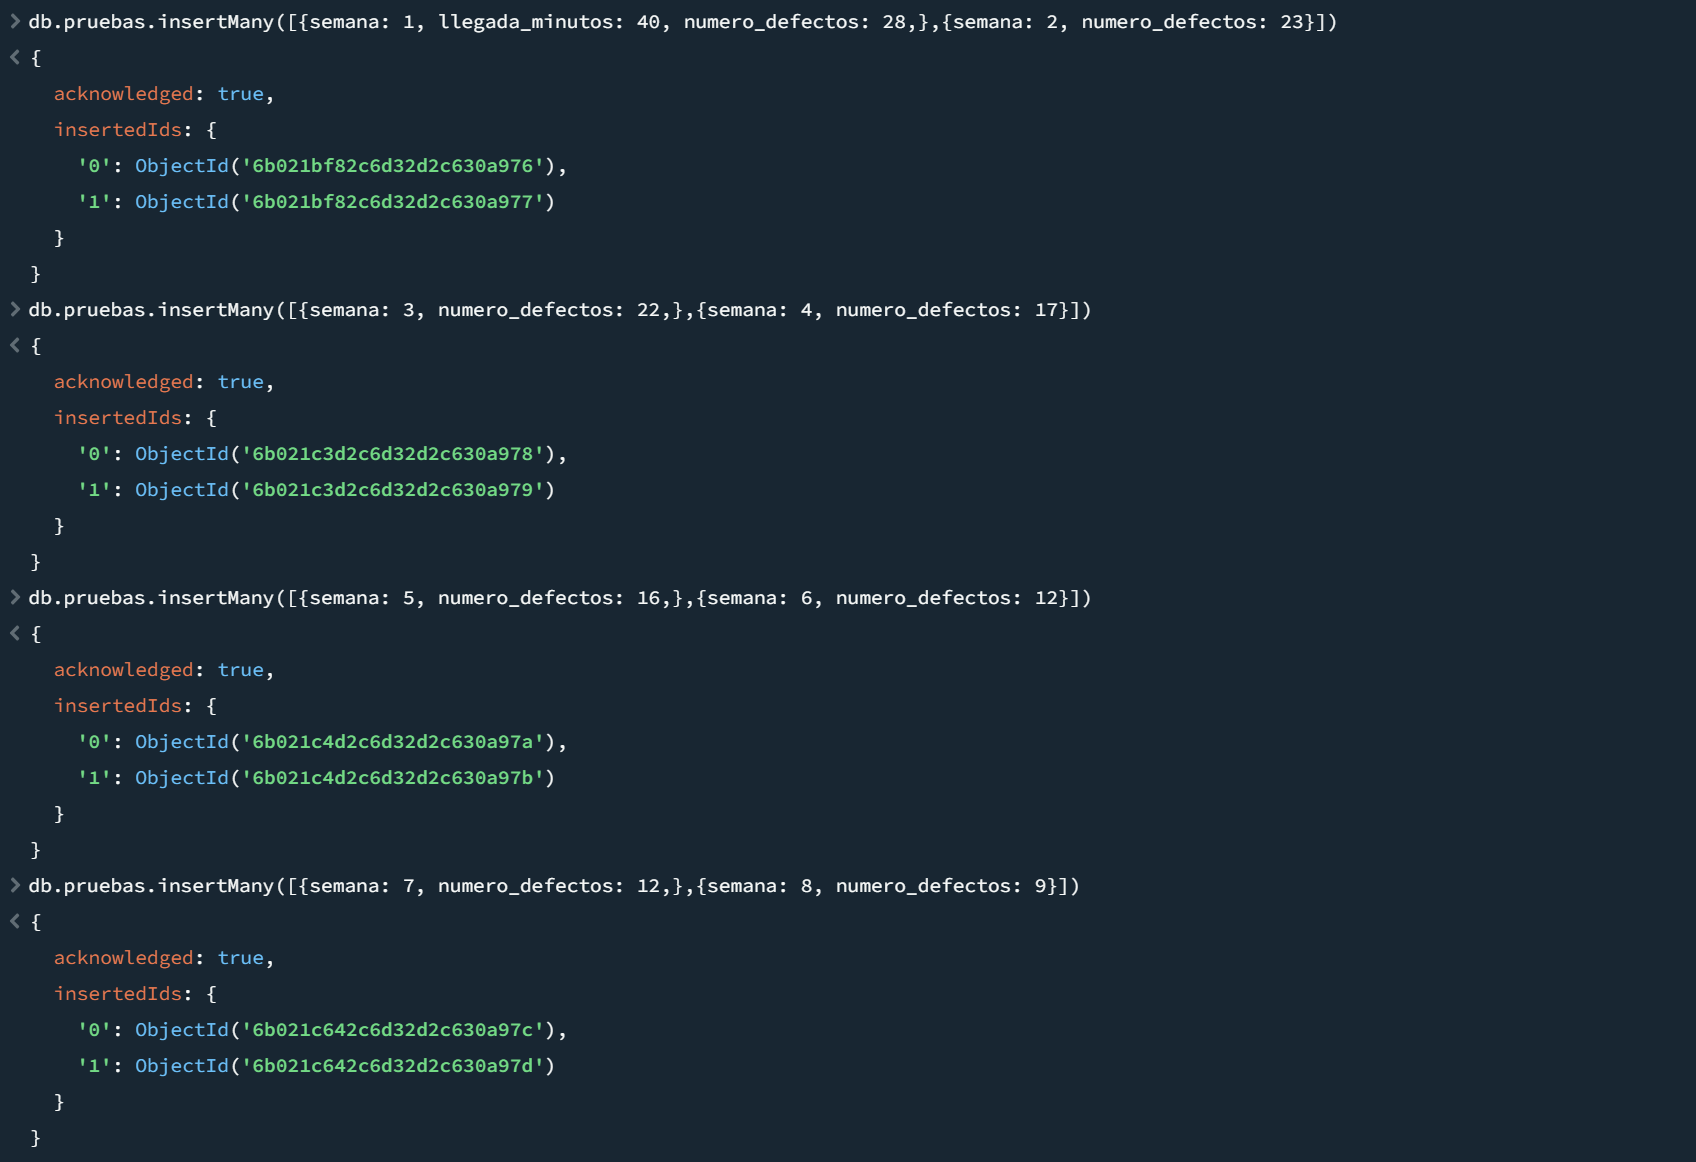 > db.pruebas.insertMany([{semana: 1, llegada_minutos: 40, numero_defectos: 28,},{semana: 2, numero_defectos: 23}])
< {
acknowledged: true,
insertedIds: {
'0': ObjectId('6b021bf82c6d32d2c630a976'),
'1': ObjectId('6b021bf82c6d32d2c630a977')
}
}
> db.pruebas.insertMany([{semana: 3, numero_defectos: 22,},{semana: 4, numero_defectos: 17}])
< {
acknowledged: true,
insertedIds: {
'0': ObjectId('6b021c3d2c6d32d2c630a978'),
'1': ObjectId('6b021c3d2c6d32d2c630a979')
}
}
> db.pruebas.insertMany([{semana: 5, numero_defectos: 16,},{semana: 6, numero_defectos: 12}])
< {
acknowledged: true,
insertedIds: {
'0': ObjectId('6b021c4d2c6d32d2c630a97a'),
'1': ObjectId('6b021c4d2c6d32d2c630a97b')
}
}
> db.pruebas.insertMany([{semana: 7, numero_defectos: 12,},{semana: 8, numero_defectos: 9}])
< {
acknowledged: true,
insertedIds: {
'0': ObjectId('6b021c642c6d32d2c630a97c'),
'1': ObjectId('6b021c642c6d32d2c630a97d')
}
}